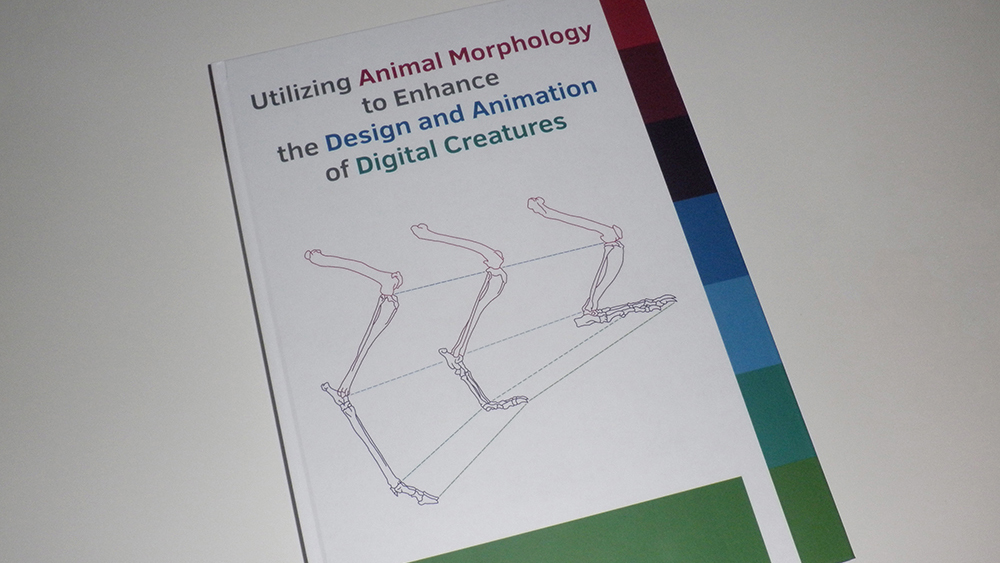 Utilizing Animal Morphology
to Enhance
the Design and Animation
of Digital Creatures